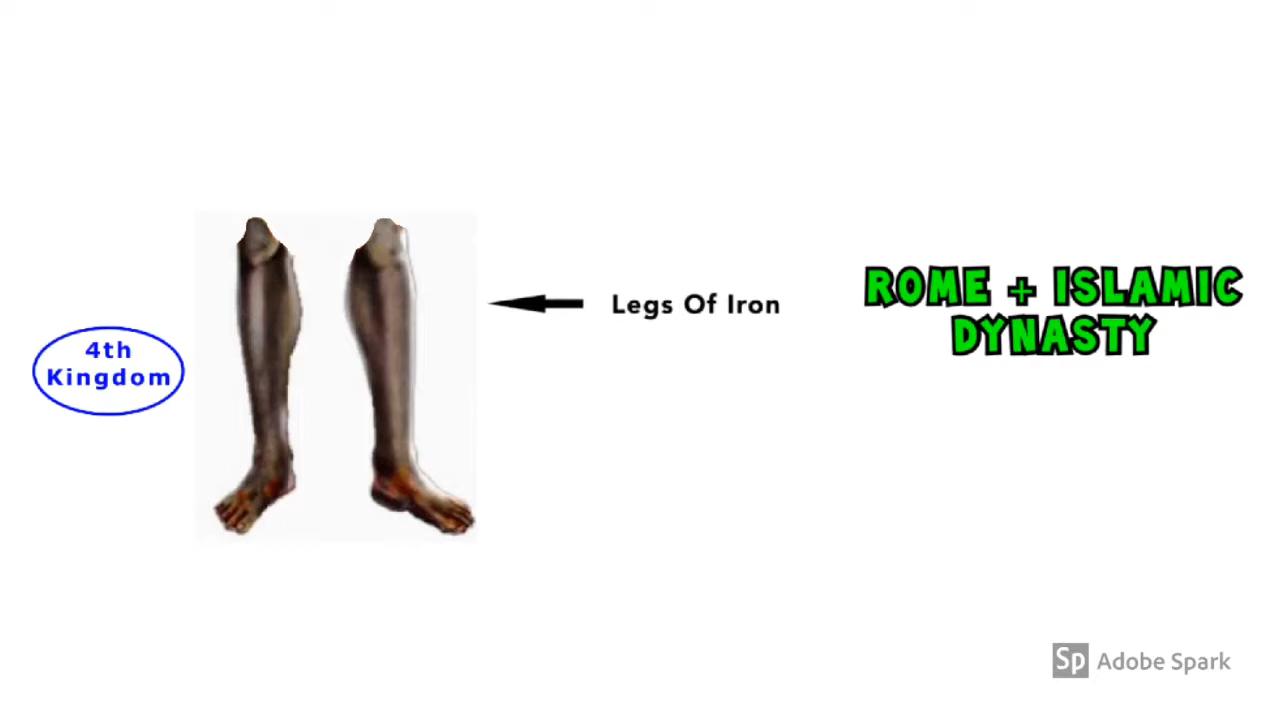 4th
Kingdom
Legs Of Iron
ROME + ISLAMIC
DYNASTY
Sp Adobe Spark